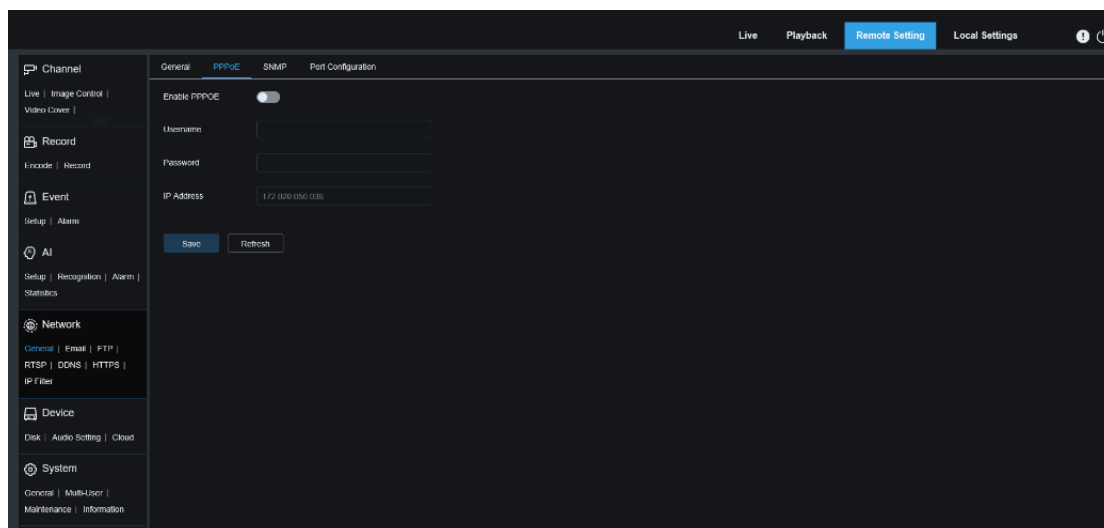 Live Playback Remote Setting Local Settings
Channel
Live | Image Control |
Video Cover |
Record
Encode | Record
Event
Setup | Alarm
AI
Setup | Recognition | Alarm |
Statistics
Network
General | Email | FTP |
RTSP | DDNS | HTTPS |
IP Filter
Device
Disk | Audio Setting | Cloud
System
General | Multi-User |
Maintenance | Information
General PPPoE SNMP Port Configuration
Enable PPPOE
Username
Password
IP Address 172.020.050.036
Save Refresh